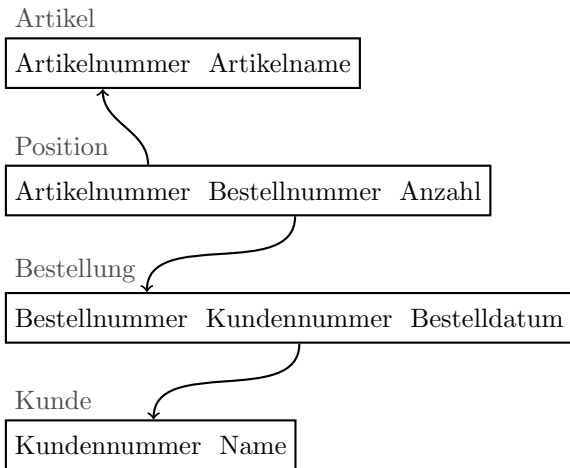 Artikel
Artikelnummer Artikelname
Position
Artikelnummer Bestellnummer Anzahl
Bestellung
Bestellnummer Kundennummer Bestelldatum
Kunde
Kundennummer Name